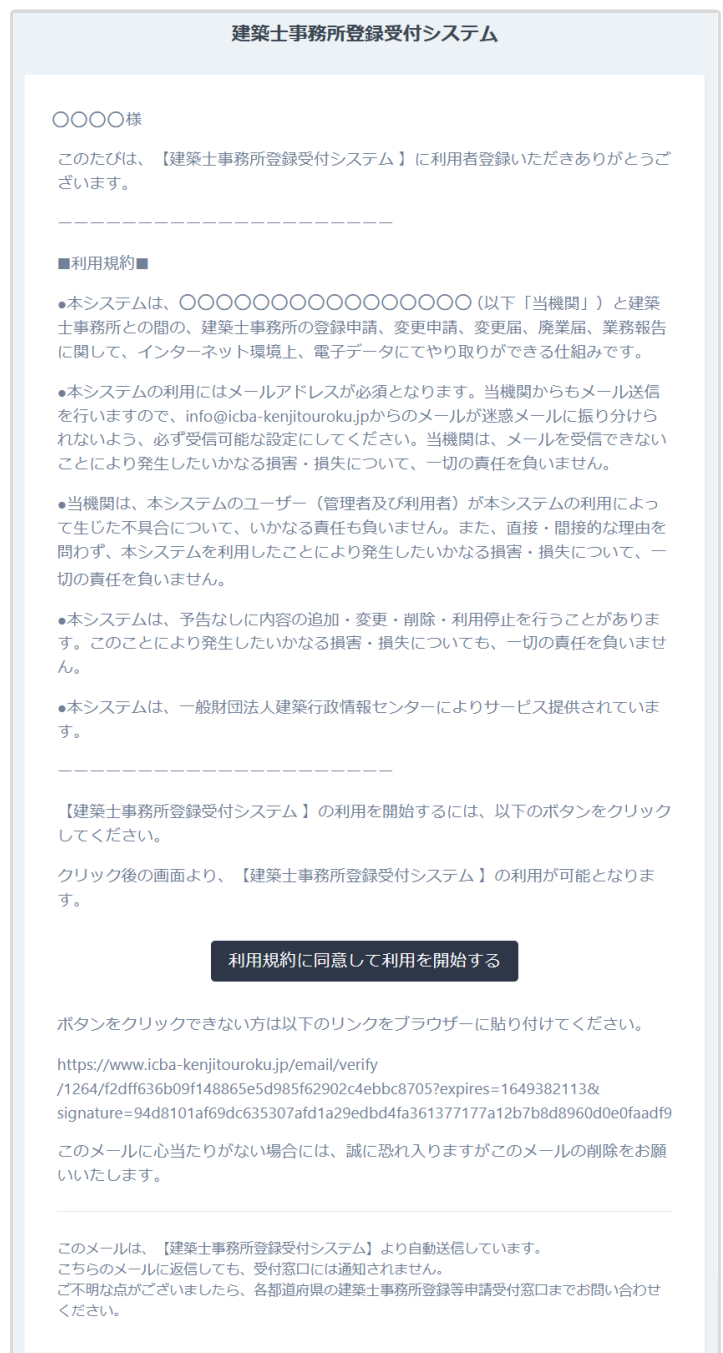 建築士事務所登録受付システム
〇〇〇〇様
このたびは、【建築士事務所登録受付システム 】に利用者登録いただきありがとうご
ざいます。
ーーーーーーーーーーーーーーーーーーーーー
■利用規約■
●本システムは、〇〇〇〇〇〇〇〇〇〇〇〇〇〇〇〇（以下「当機関」）と建築
士事務所との間の、建築士事務所の登録申請、変更申請、変更届、廃業届、業務報告
に関して、インターネット環境上、電子データにてやり取りができる仕組みです。
●本システムの利用にはメールアドレスが必須となります。当機関からもメール送信
を行いますので、info@icba-kenjitouroku.jpからのメールが迷惑メールに振り分けら
れないよう、必ず受信可能な設定にしてください。当機関は、メールを受信できない
ことにより発生したいかなる損害・損失について、一切の責任を負いません。
●当機関は、本システムのユーザー（管理者及び利用者）が本システムの利用によっ
て生じた不具合について、いかなる責任も負いません。また、直接・間接的な理由を
問わず、本システムを利用したことにより発生したいかなる損害・損失について、一
切の責任を負いません。
●本システムは、予告なしに内容の追加・変更・削除・利用停止を行うことがありま
す。このことにより発生したいかなる損害・損失についても、一切の責任を負いませ
ん。
●本システムは、一般財団法人建築行政情報センターによりサービス提供されていま
す。
ーーーーーーーーーーーーーーーーーーーーー
【建築士事務所登録受付システム 】の利用を開始するには、以下のボタンをクリック
してください。
クリック後の画面より、【建築士事務所登録受付システム 】の利用が可能となりま
す。
利用規約に同意して利用を開始する
ボタンをクリックできない方は以下のリンクをブラウザーに貼り付けてください。
https://www.icba-kenjitouroku.jp/email/verify
/1264/f2dff636b09f148865e5d985f62902c4ebbc8705?expires=1649382113&
signature=94d8101af69dc635307afd1a29edbd4fa361377177a12b7b8d8960d0e0faadf9
このメールに心当たりがない場合には、誠に恐れ入りますがこのメールの削除をお願
いいたします。
このメールは、【建築士事務所登録受付システム】より自動送信しています。
こちらのメールに返信しても、受付窓口には通知されません。
ご不明な点がございましたら、各都道府県の建築士事務所登録等申請受付窓口までお問い合わせ
ください。